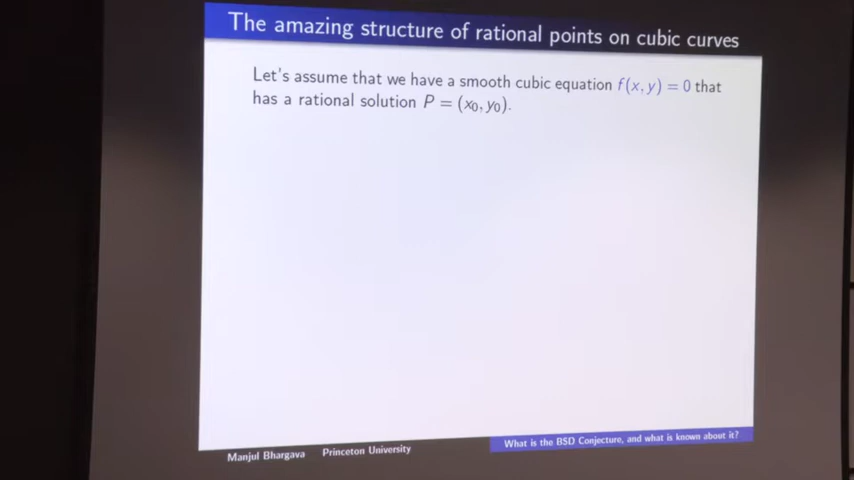 The amazing structure of rational points on cubic curves
Let's assume that we have a smooth cubic equation f(x, y) = 0 that
has a rational solution P = (x₀, y₀).
Manjul Bhargava Princeton University
What is the BSD Conjecture, and what is known about it?